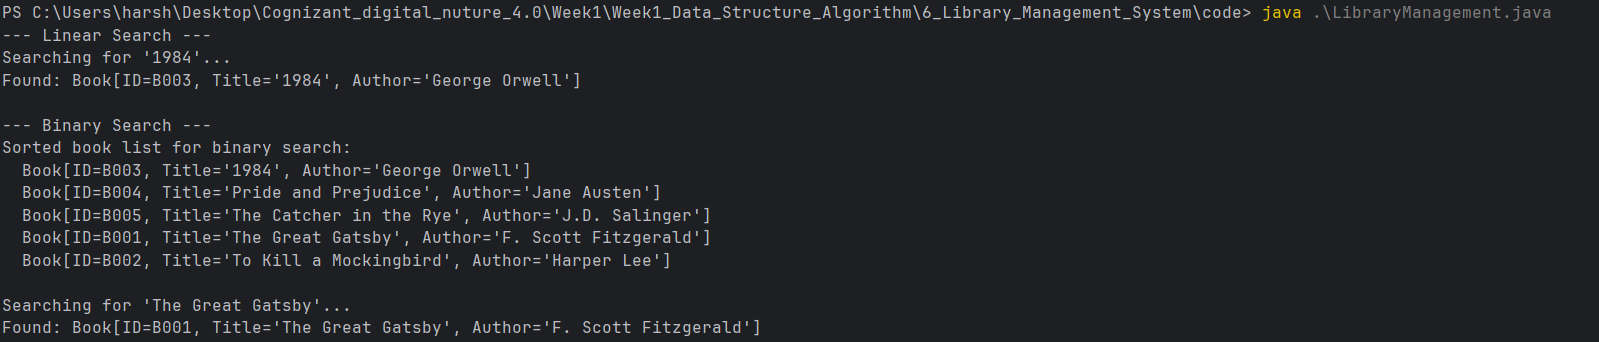 PS C:\Users\harsh\Desktop\Cognizant_digital_nuture_4.0\Week1\Week1_Data_Structure_Algorithm\6_Library_Management_System\code> java .\LibraryManagement.java
--- Linear Search ---
Searching for '1984'...
Found: Book[ID=B003, Title='1984', Author='George Orwell']

--- Binary Search ---
Sorted book list for binary search:
  Book[ID=B003, Title='1984', Author='George Orwell']
  Book[ID=B004, Title='Pride and Prejudice', Author='Jane Austen']
  Book[ID=B005, Title='The Catcher in the Rye', Author='J.D. Salinger']
  Book[ID=B001, Title='The Great Gatsby', Author='F. Scott Fitzgerald']
  Book[ID=B002, Title='To Kill a Mockingbird', Author='Harper Lee']

Searching for 'The Great Gatsby'...
Found: Book[ID=B001, Title='The Great Gatsby', Author='F. Scott Fitzgerald']